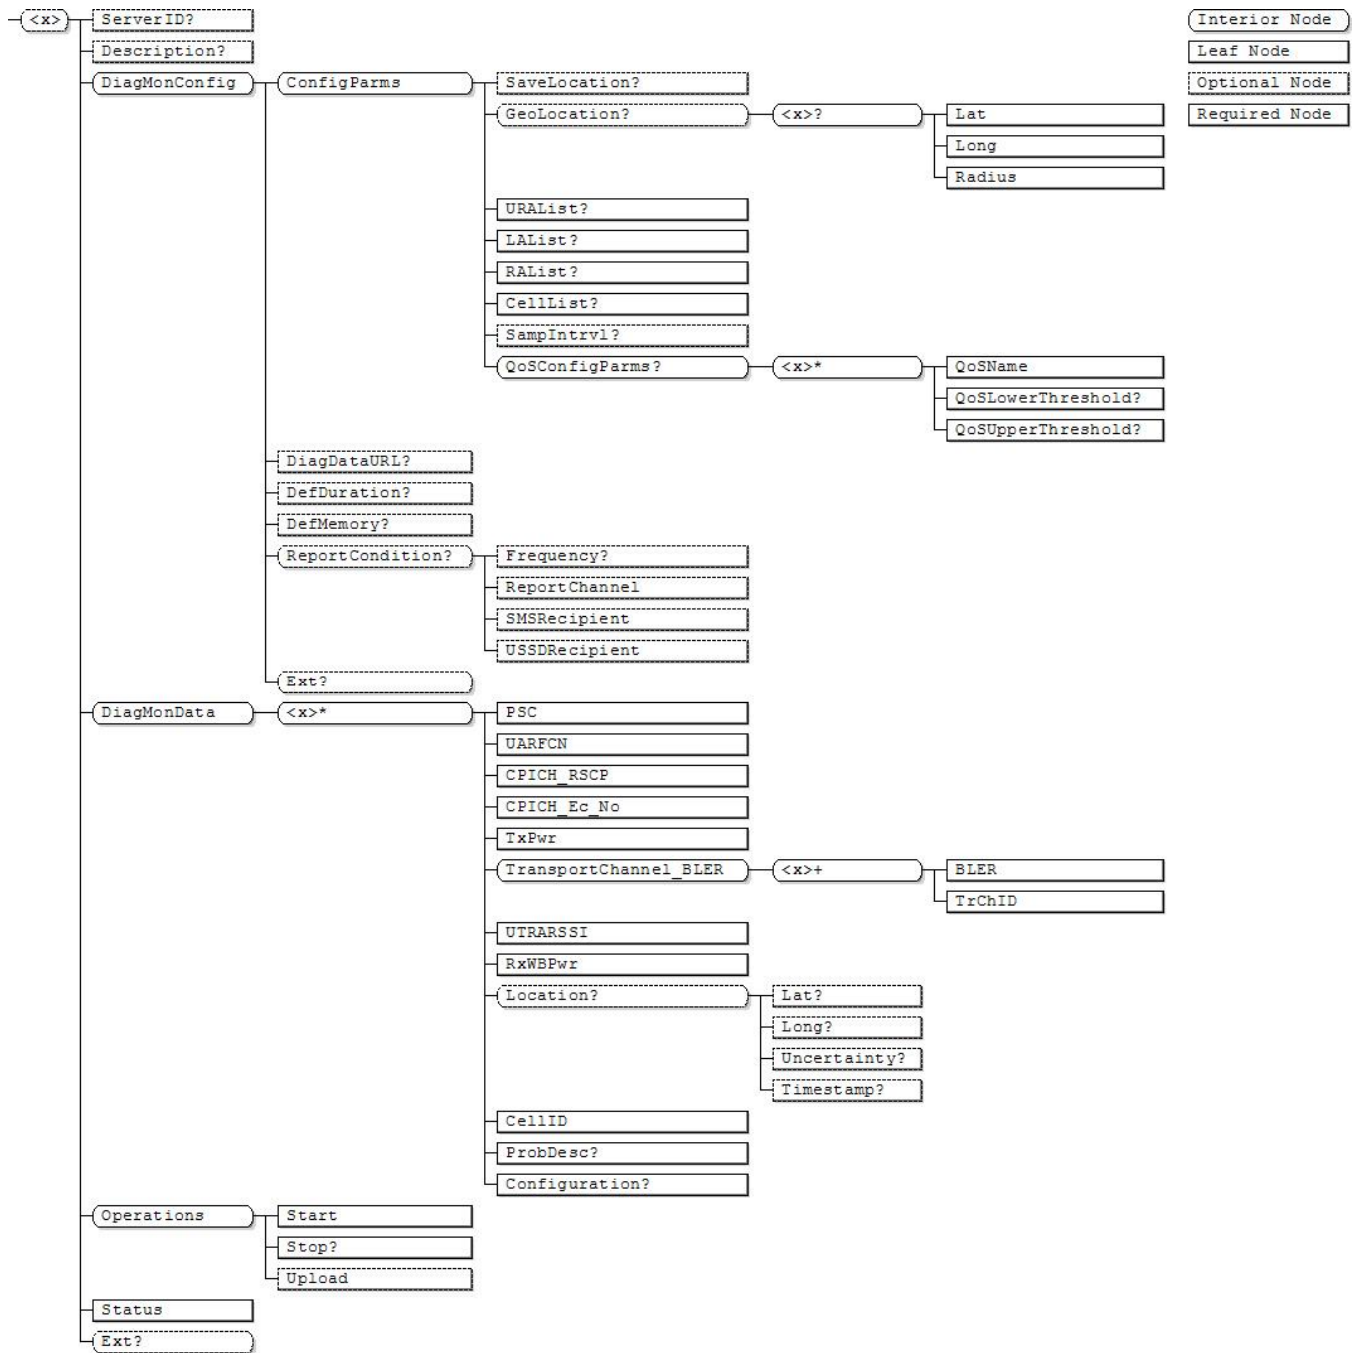 <x> ServerID? Interior Node
Description? Leaf Node
DiagMonConfig ConfigParms SaveLocation? Optional Node
GeoLocation? <x>? Lat Required Node
Long
Radius
URAList?
LAList?
RAList?
CellList?
SampIntrvl?
QoSConfigParms? <x>* QoSName
QoSLowerThreshold?
QoSUpperThreshold?
DiagDataURL?
DefDuration?
DefMemory?
ReportCondition? Frequency?
ReportChannel
SMSRecipient
USSDRecipient
Ext?
DiagMonData <x>* PSC
UARFCN
CPICH_RSCP
CPICH_Ec_No
TxPwr
TransportChannel_BLER <x>+ BLER
TrChID
UTRARSSI
RxWBPwr
Location? Lat?
Long?
Uncertainty?
Timestamp?
CellID
ProbDesc?
Configuration?
Operations Start
Stop?
Upload
Status
Ext?